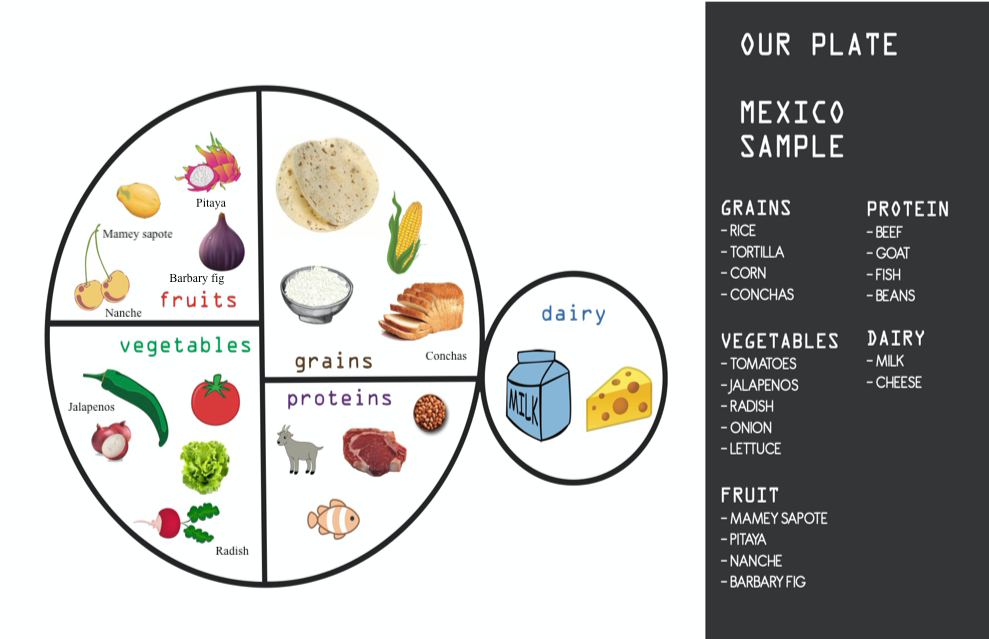 OUR PLATE
MEXICO
SAMPLE
Pitaya
Mamey sapote
Barbary fig
Nanche
fruits
grains
Conchas
vegetables
Jalapenos
Radish
proteins
dairy
MILK
GRAINS
- RICE
- TORTILLA
- CORN
- CONCHAS
VEGETABLES
- TOMATOES
- JALAPENOS
- RADISH
- ONION
- LETTUCE
FRUIT
- MAMEY SAPOTE
- PITAYA
- NANCHE
- BARBARY FIG
PROTEIN
- BEEF
- GOAT
- FISH
- BEANS
DAIRY
- MILK
- CHEESE